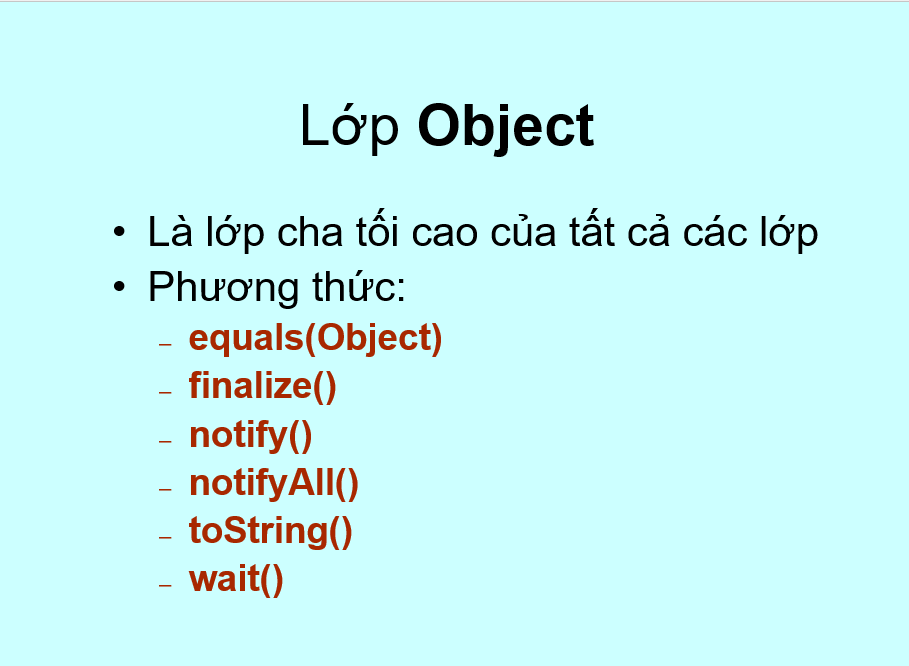 Lớp Object
• Là lớp cha tối cao của tất cả các lớp
• Phương thức:
– equals(Object)
– finalize()
– notify()
– notifyAll()
– toString()
– wait()